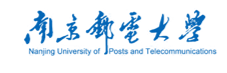 南京郵電大學
Nanjing University of Posts and Telecommunications